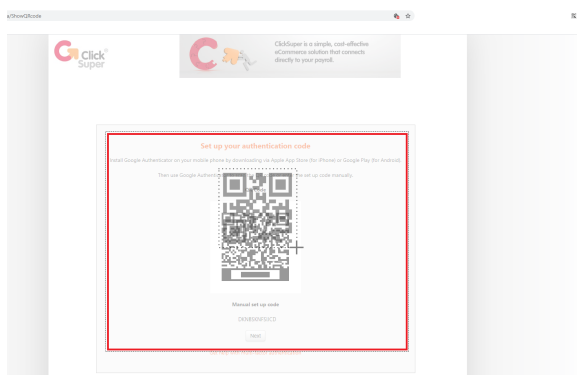 a/ShowQRcode
Click
Super
ClickSuper is a simple, cost-effective
eCommerce solution that connects
directly to your payroll.
Set up your authentication code
Install Google Authenticator on your mobile phone by downloading via Apple App Store (for iPhone) or Google Play (for Android).
Then use Google Authentic set up code manually.
Manual set up code
Next